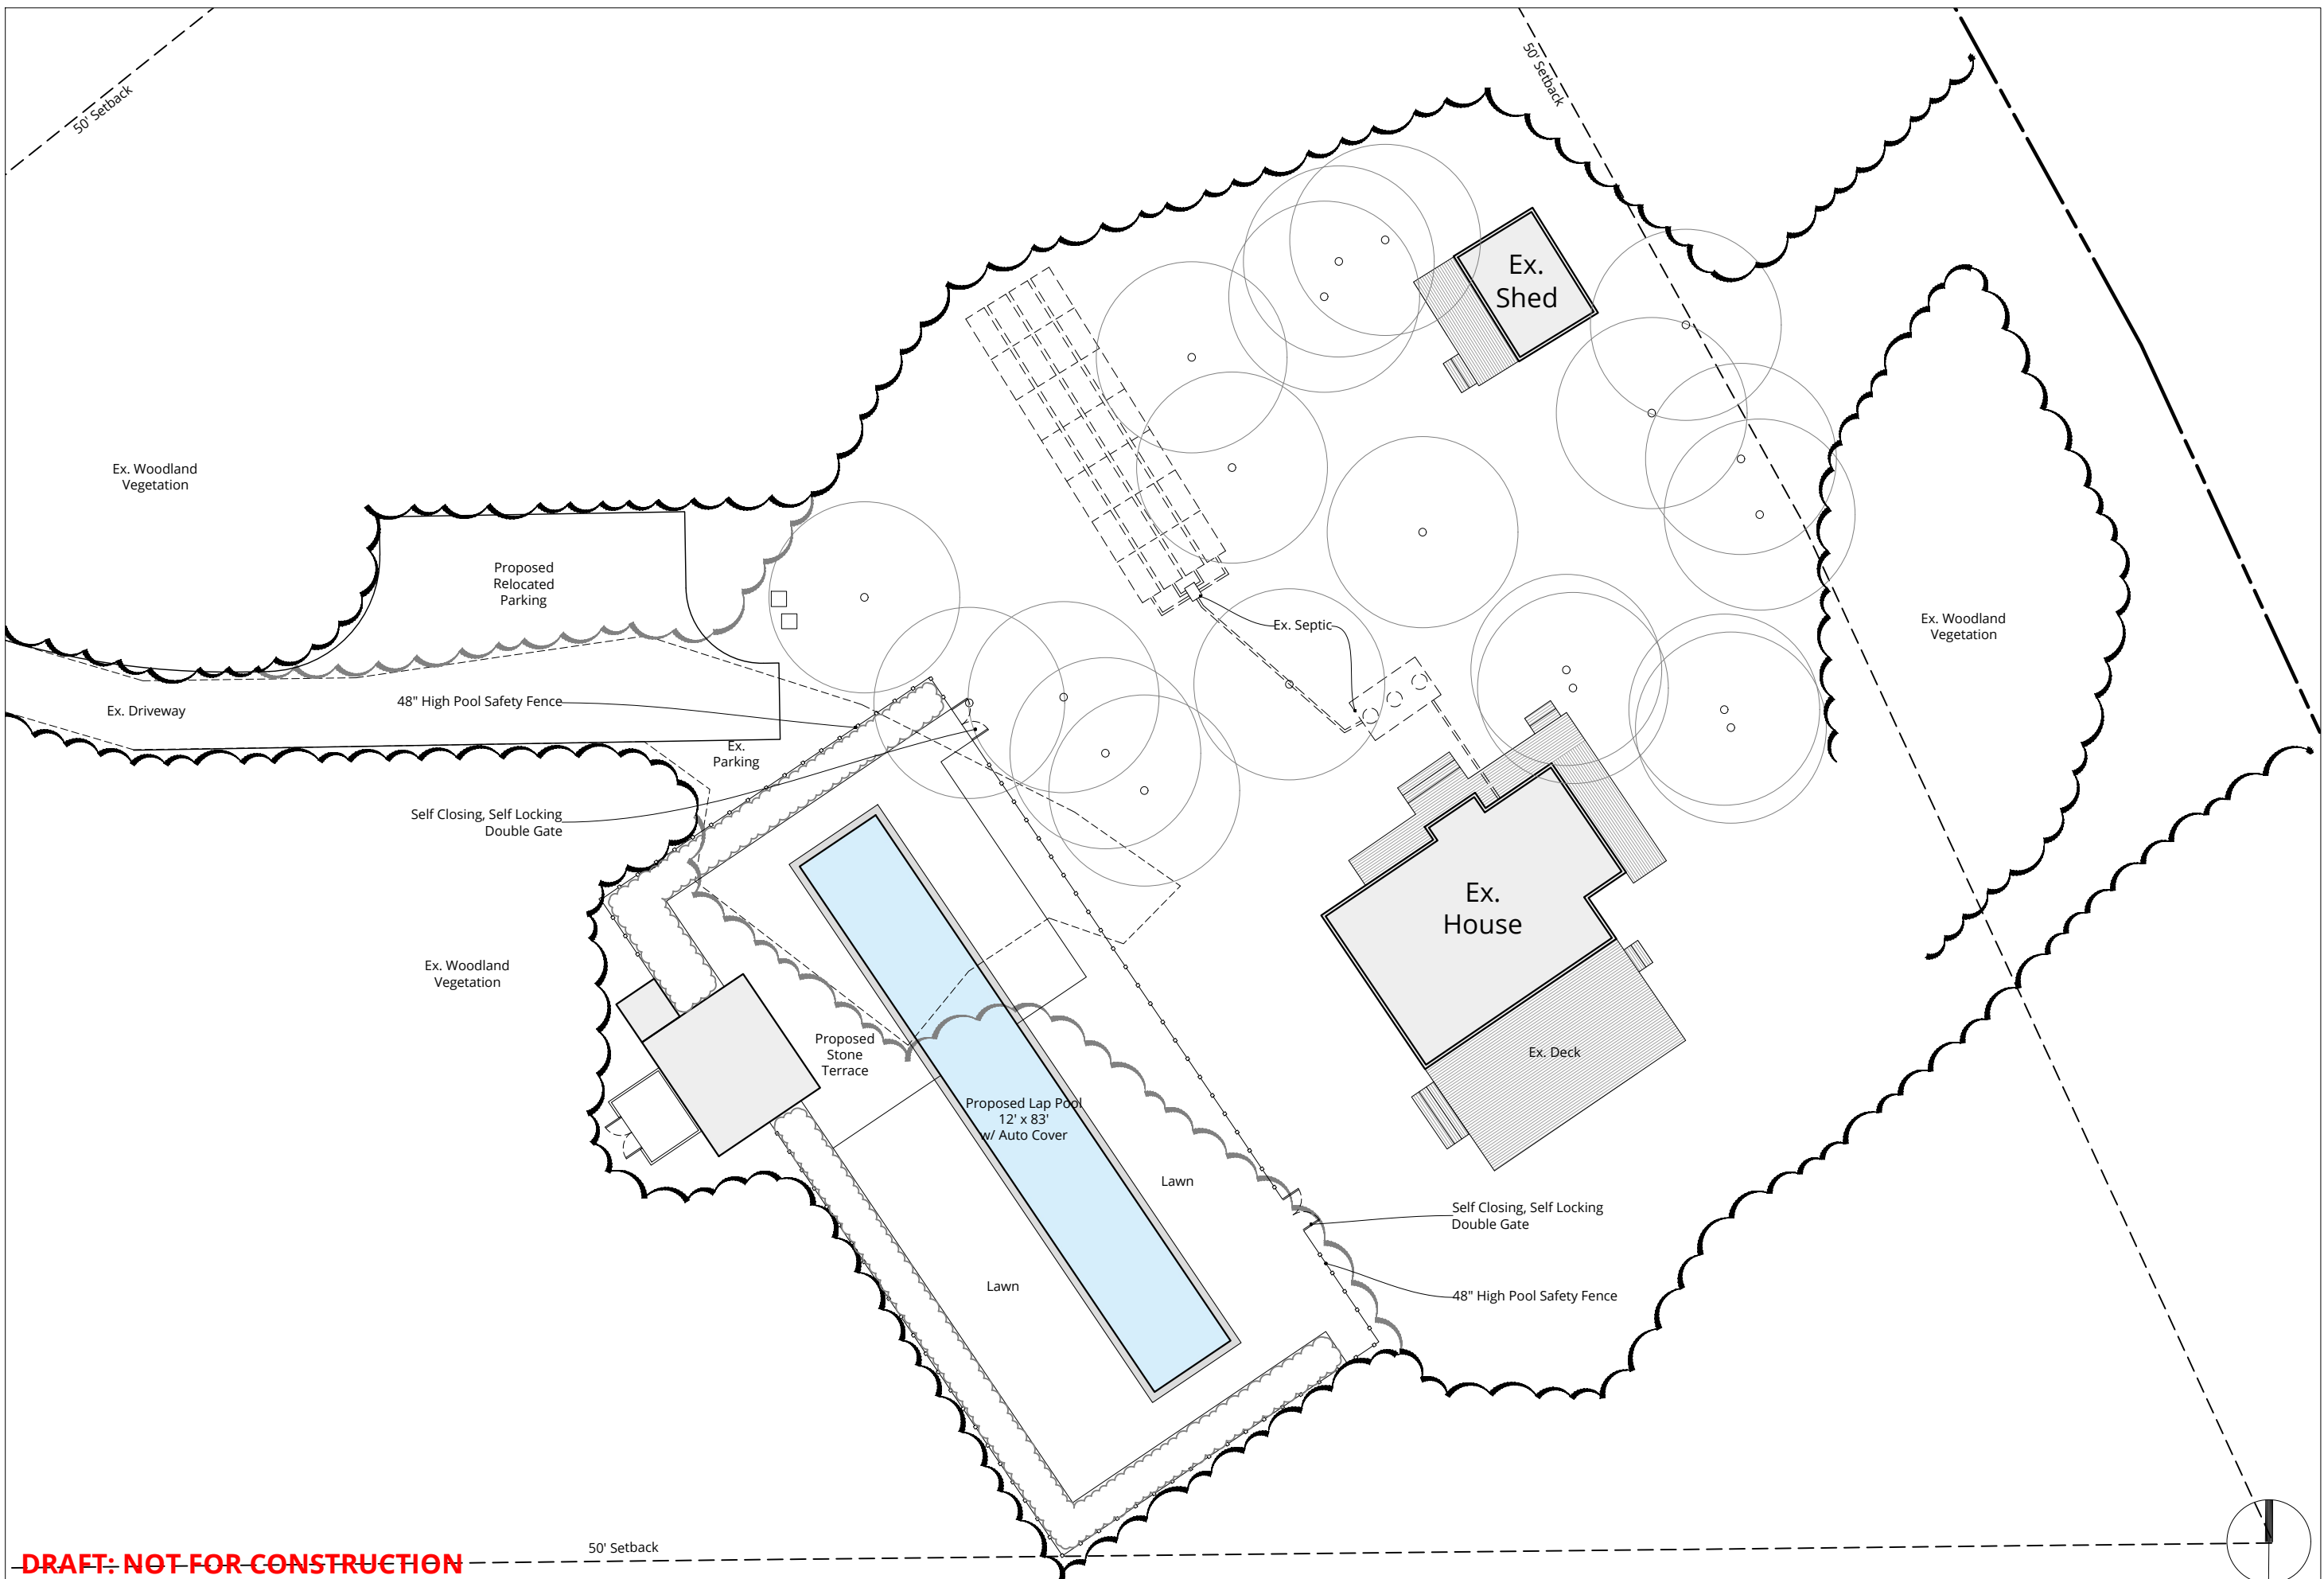 50' Setback
50' Setback
Ex.
Shed
Ex. Woodland
Vegetation
Proposed
Relocated
Parking
Ex. Septic
Ex. Woodland
Vegetation
48" High Pool Safety Fence
Ex. Driveway
Ex.
Parking
Self Closing, Self Locking
Double Gate
Ex.
House
Ex. Woodland
Vegetation
Proposed
Stone
Terrace
Ex. Deck
Proposed Lap Pool
12' x 83'
w/ Auto Cover
Lawn
Self Closing, Self Locking
Double Gate
Lawn
48" High Pool Safety Fence
50' Setback
DRAFT: NOT FOR CONSTRUCTION